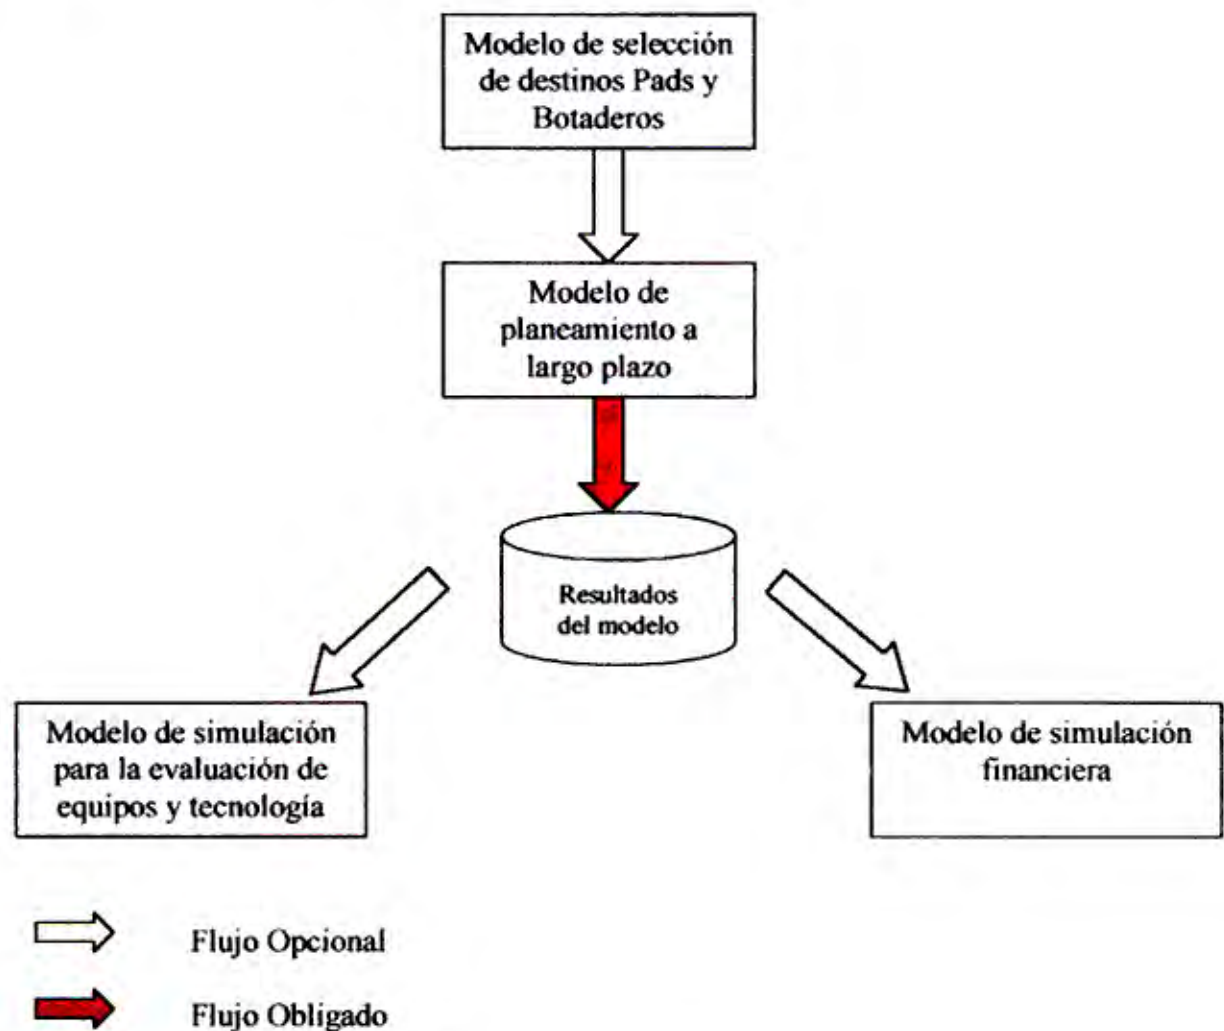 Modelo de selección
de destinos Pads y
Botaderos
Modelo de
planeamiento a
largo plazo
Resultados
del modelo
Modelo de simulación
para la evaluación de
equipos y tecnología
Modelo de simulación
financiera
Flujo Opcional
Flujo Obligado